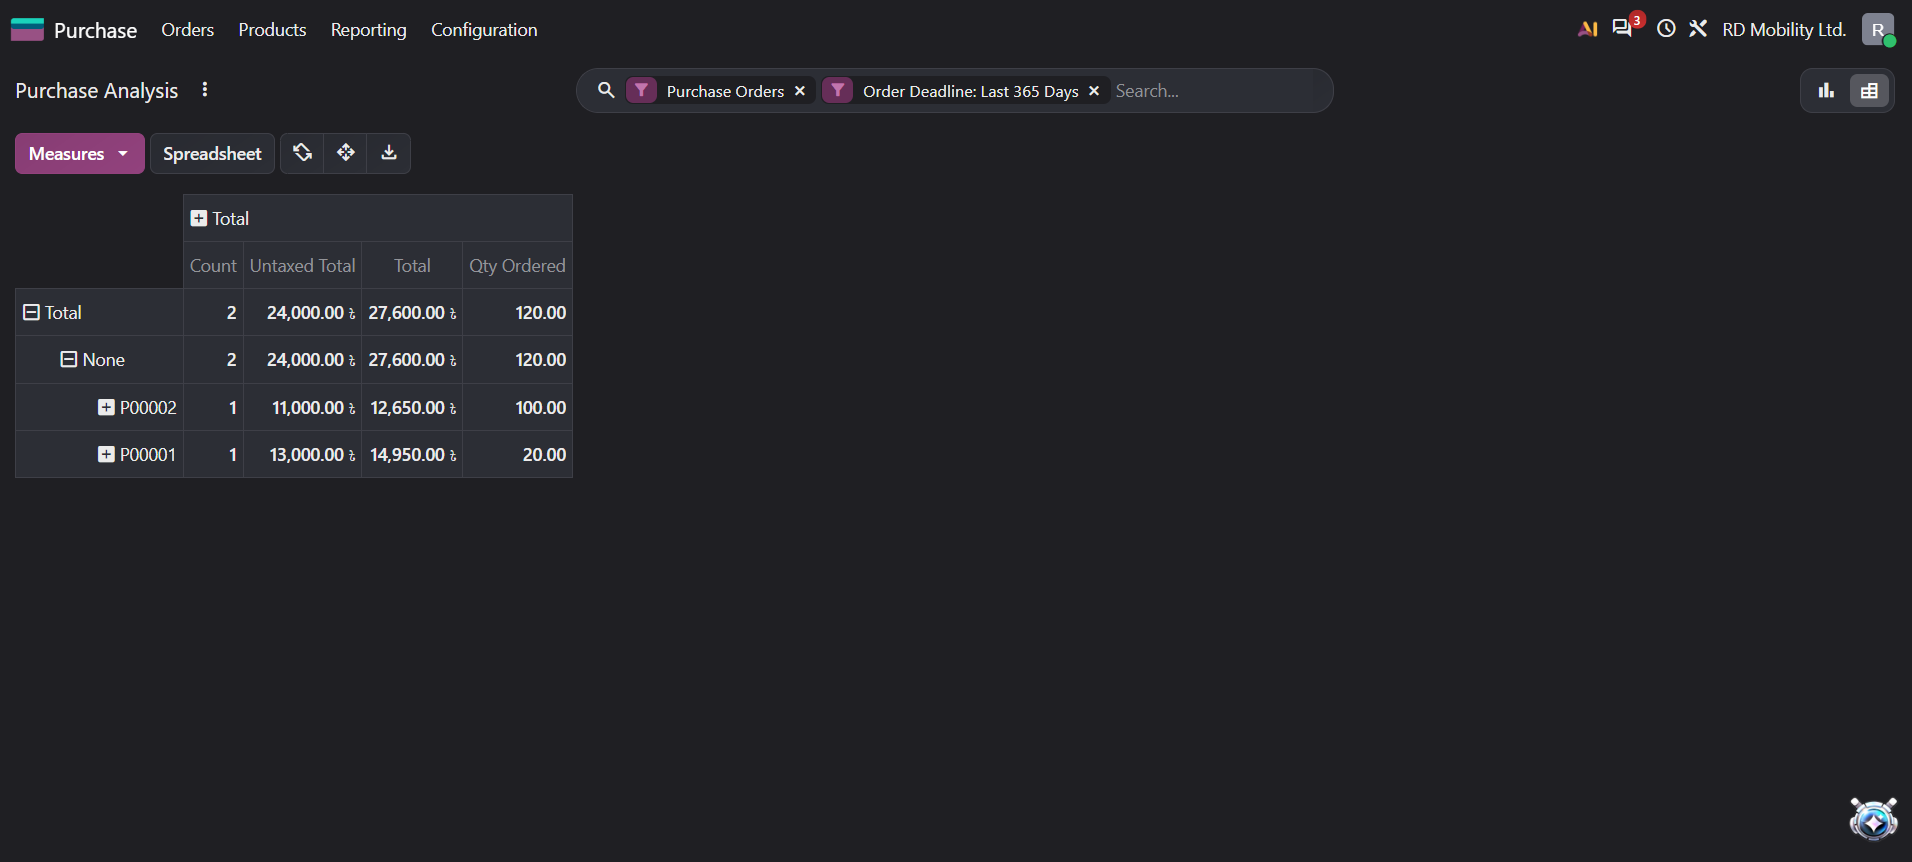 Purchase Orders Products Reporting Configuration AI 3 RD Mobility Ltd. R
Purchase Analysis Purchase Orders Order Deadline: Last 365 Days Search...
Measures Spreadsheet
Total
Count Untaxed Total Total Qty Ordered
Total 2 24,000.00 ৳ 27,600.00 ৳ 120.00
None 2 24,000.00 ৳ 27,600.00 ৳ 120.00
P00002 1 11,000.00 ৳ 12,650.00 ৳ 100.00
P00001 1 13,000.00 ৳ 14,950.00 ৳ 20.00